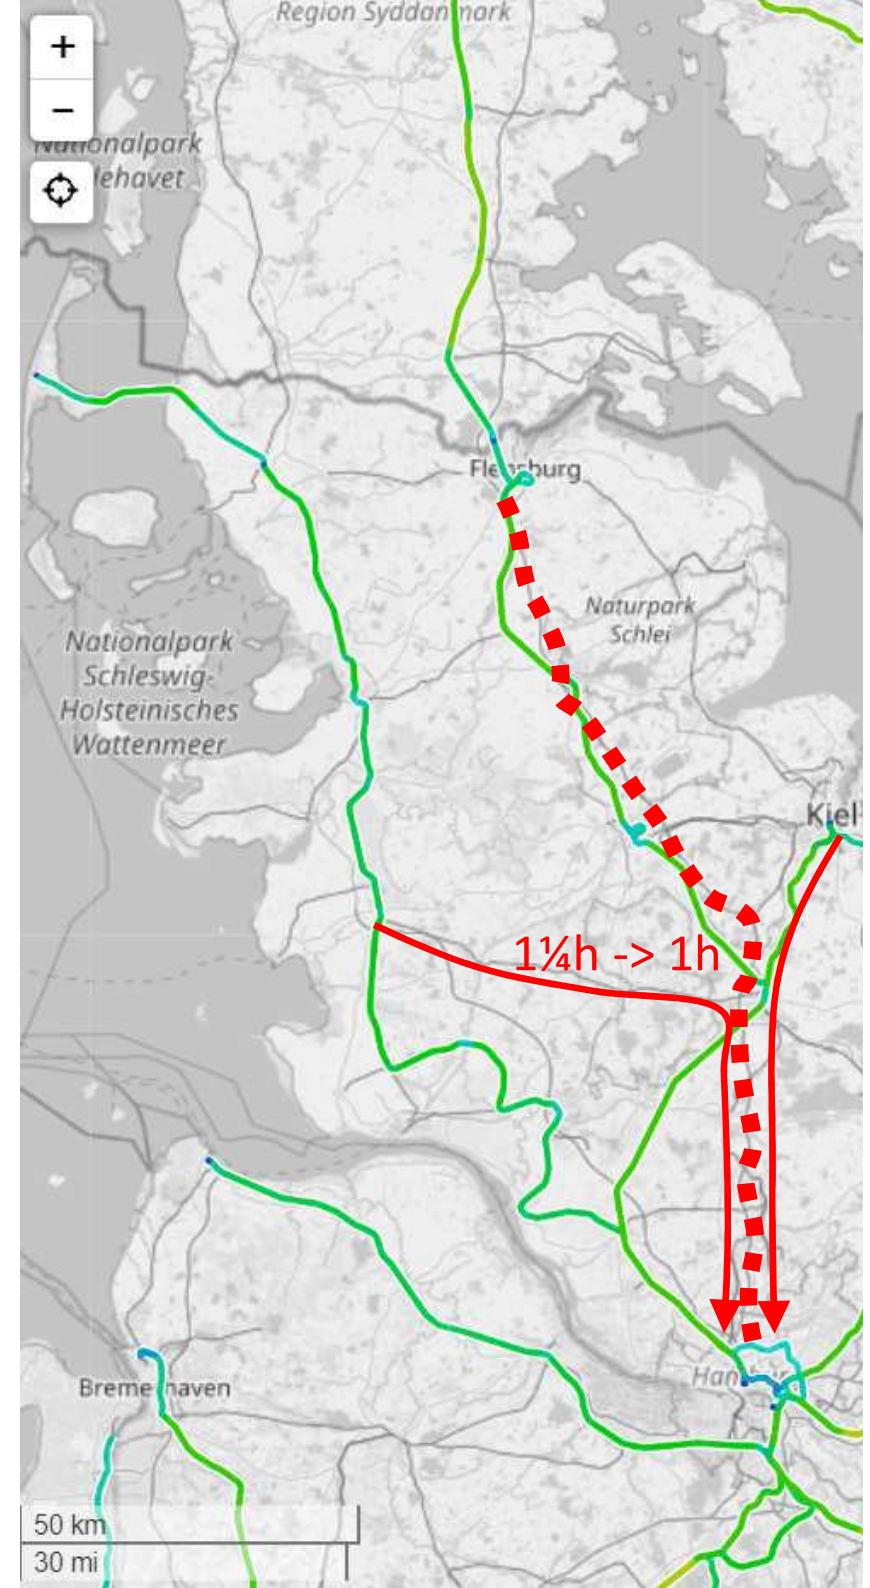 Region Syddanmark
+
−
Nationalpark
Flensburg
Naturpark
Schlei
Nationalpark
Schleswig-
Holsteinisches
Wattenmeer
Kiel
1¼h -> 1h
Bremerhaven
50 km
30 mi